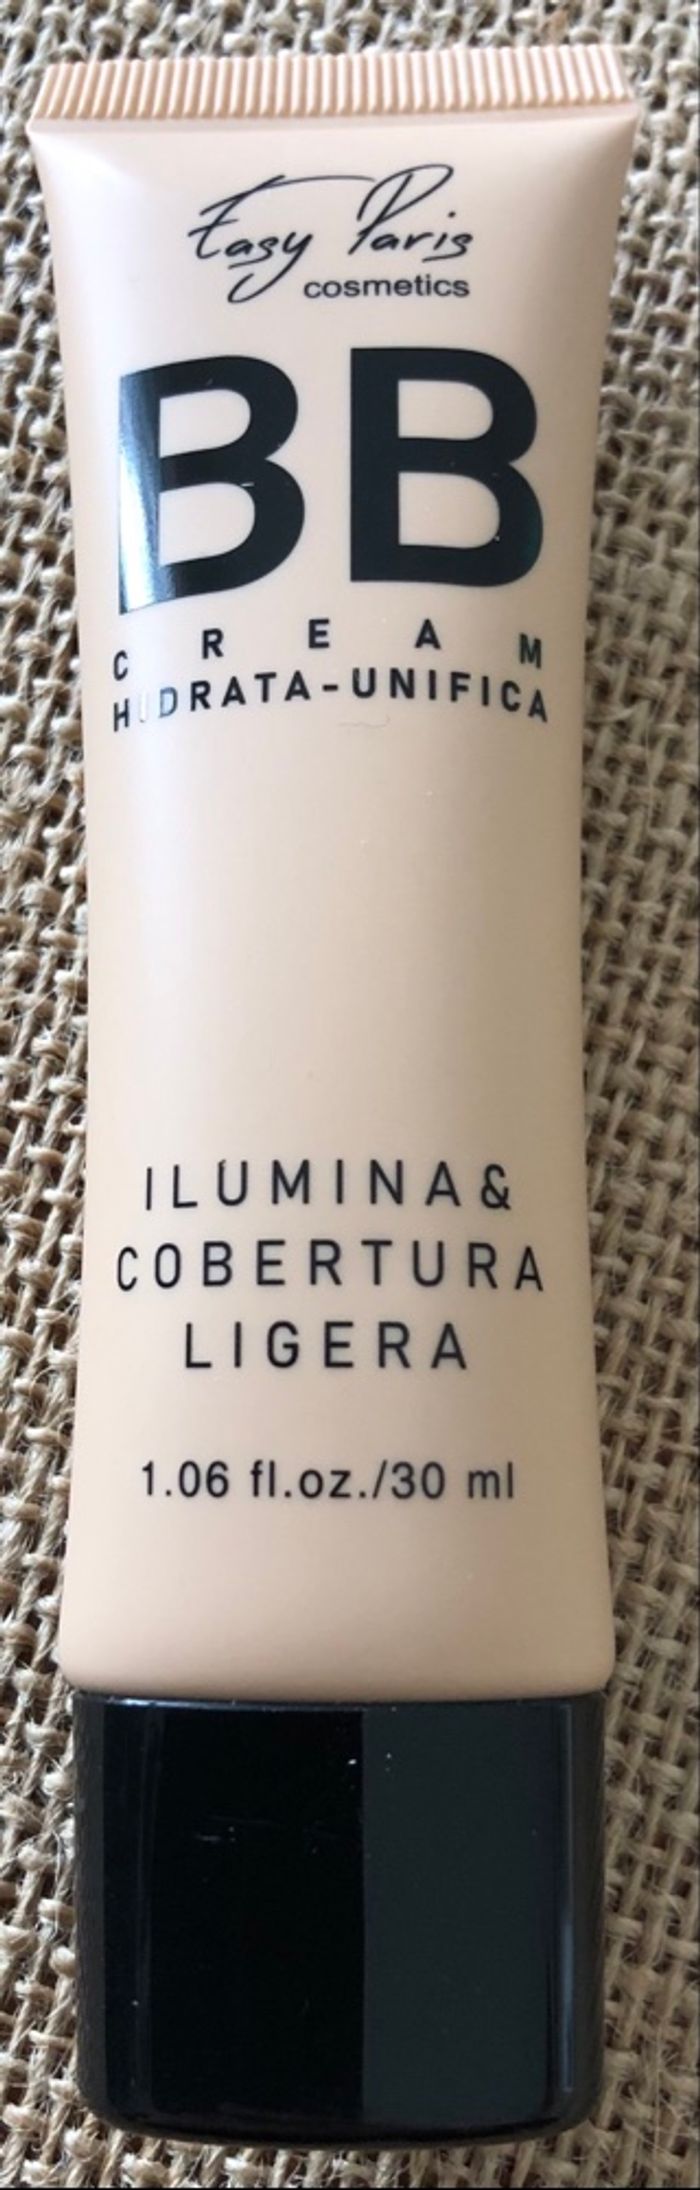 Easy Paris
cosmetics
BB
CREAM
HIDRATA-UNIFICA
ILUMINA&
COBERTURA
LIGERA
1.06 fl.oz./30 ml